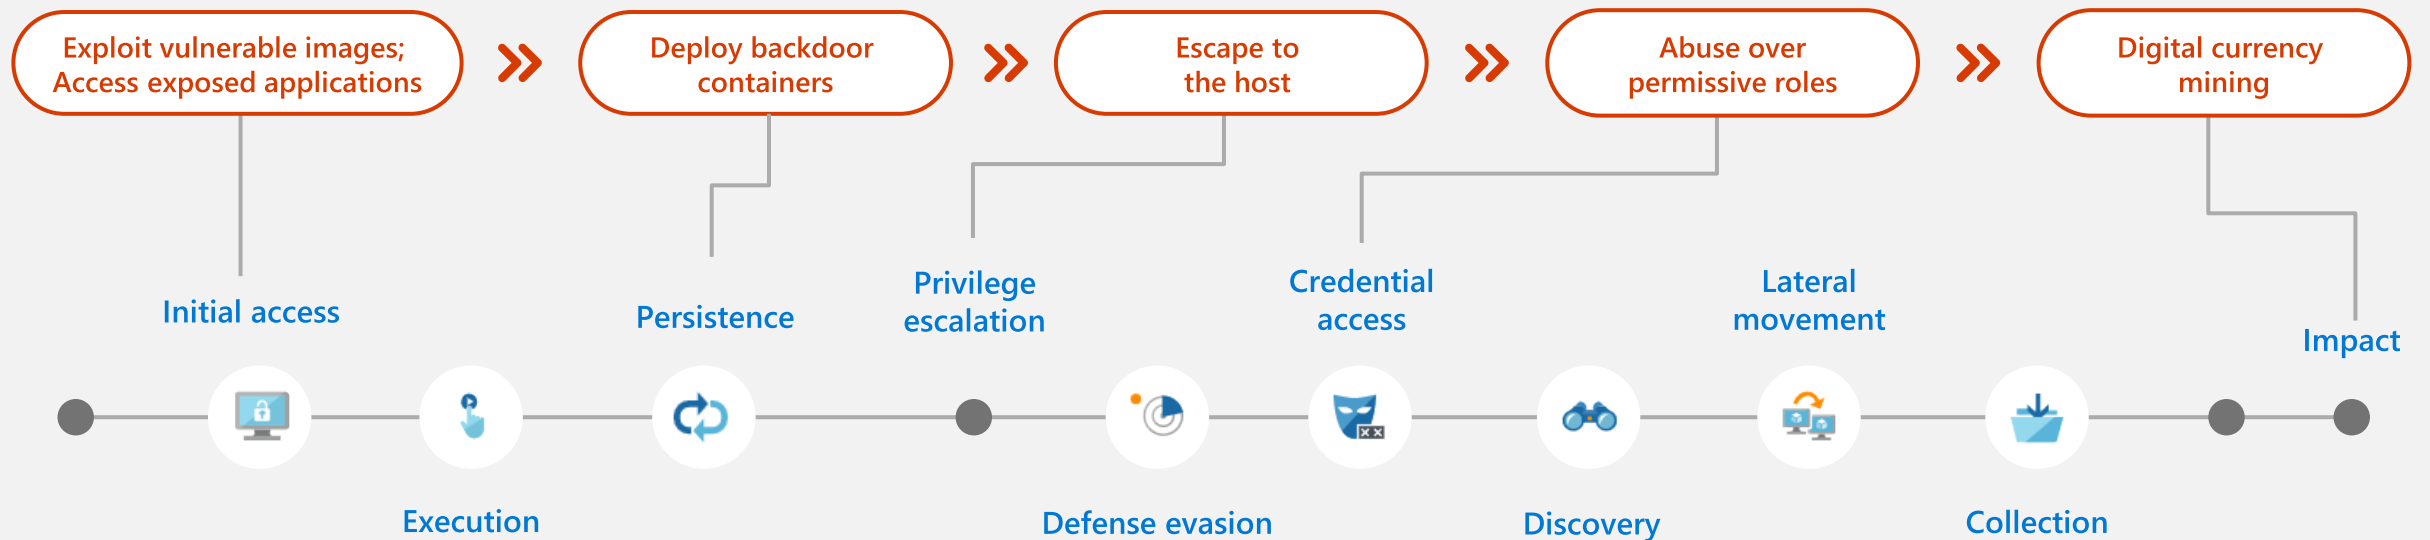 Exploit vulnerable images;
Access exposed applications
Deploy backdoor
containers
Escape to
the host
Abuse over
permissive roles
Digital currency
mining
Initial access
Persistence
Privilege
escalation
Credential
access
Lateral
movement
Impact
Execution
Defense evasion
Discovery
Collection